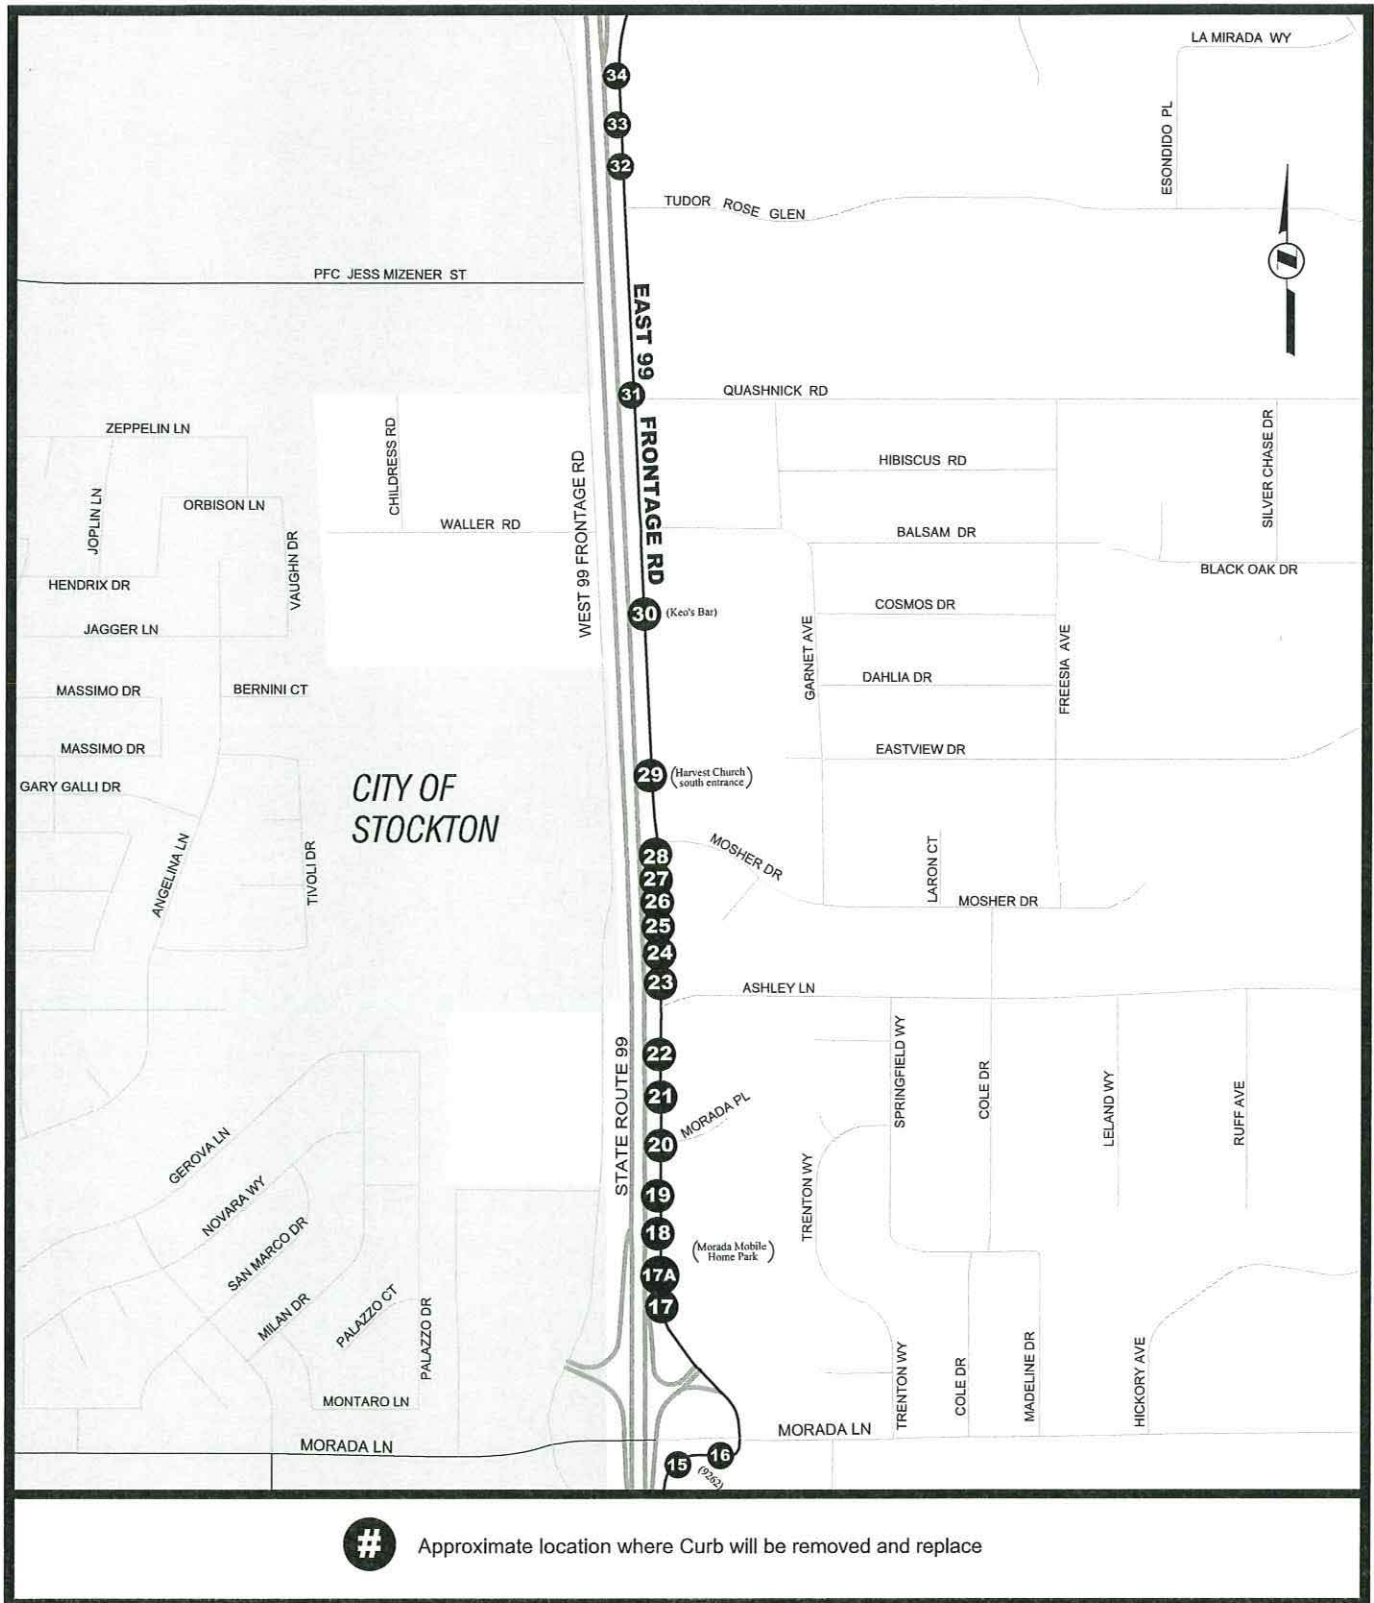 LA MIRADA WY
34
33
32
ESONDIDO PL
TUDOR ROSE GLEN
PFC JESS MIZENER ST
EAST 99 FRONTAGE RD
31
QUASHNICK RD
ZEPPELIN LN
CHILDRESS RD
SILVER CHASE DR
HIBISCUS RD
JOPLIN LN
ORBISON LN
WALLER RD
WEST 99 FRONTAGE RD
BALSAM DR
VAUGHN DR
HENDRIX DR
BLACK OAK DR
30
(Keo's Bar)
COSMOS DR
JAGGER LN
GARNET AVE
FREESIA AVE
MASSIMO DR
BERNINI CT
DAHLIA DR
MASSIMO DR
EASTVIEW DR
GARY GALLI DR
CITY OF
STOCKTON
29
(Harvest Church
south entrance)
28
MOSHER DR
27
ANGELINA LN
TIVOLI DR
LARON CT
26
MOSHER DR
25
24
23
ASHLEY LN
STATE ROUTE 99
22
SPRINGFIELD WY
COLE DR
21
MORADA PL
LELAND WY
RUFF AVE
20
GEROVA LN
NOVARA WY
TRENTON WY
19
18
SAN MARCO DR
(Morada Mobile
Home Park)
17A
17
MILAN DR
PALAZZO CT
PALAZZO DR
TRENTON WY
COLE DR
MADELINE DR
HICKORY AVE
MONTARO LN
MORADA LN
MORADA LN
15
16
(9262)
# Approximate location where Curb will be removed and replace